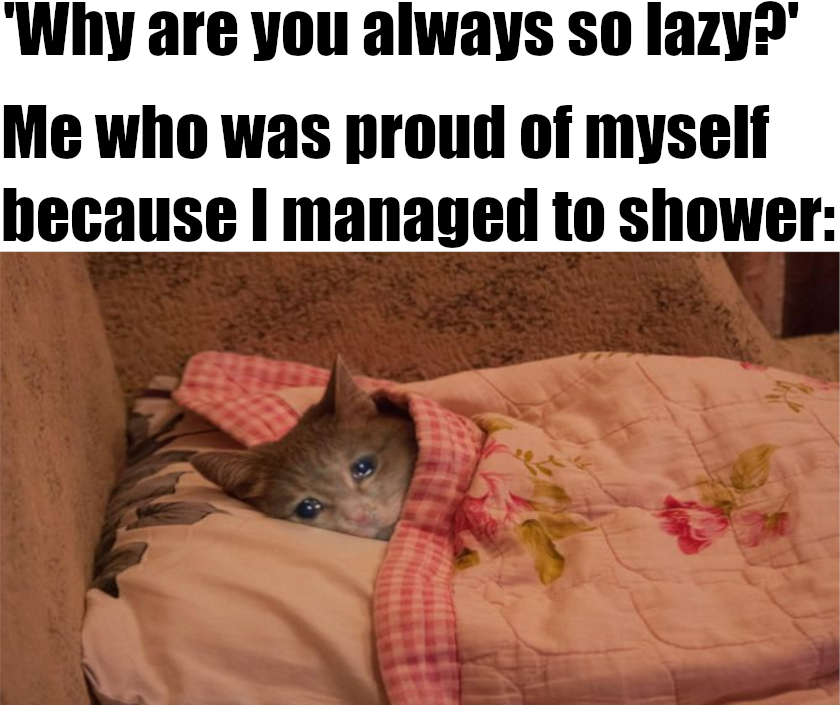 'Why are you always so lazy?'
Me who was proud of myself
because I managed to shower: